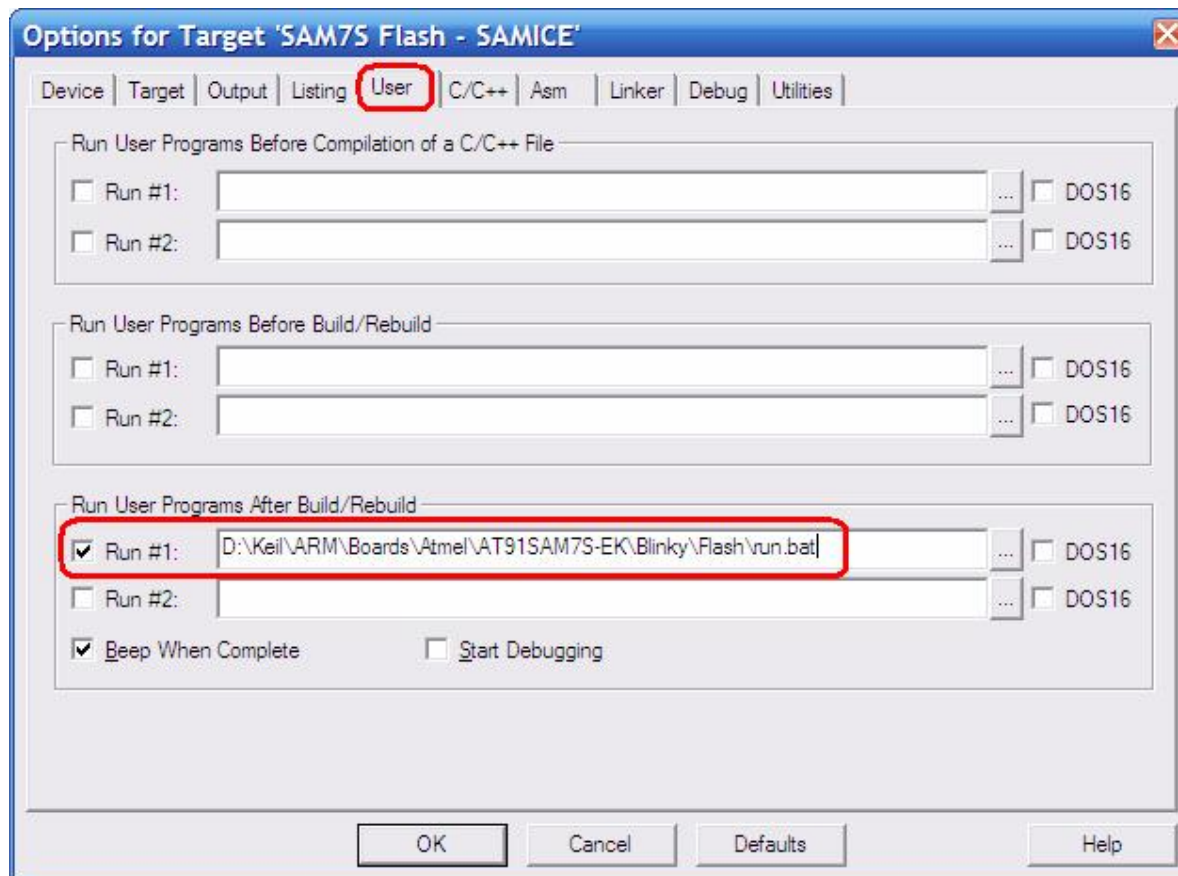 Options for Target 'SAM7S Flash - SAMICE'
Device Target Output Listing User C/C++ Asm Linker Debug Utilities
Run User Programs Before Compilation of a C/C++ File
Run #1: ... DOS16
Run #2: ... DOS16
Run User Programs Before Build/Rebuild
Run #1: ... DOS16
Run #2: ... DOS16
Run User Programs After Build/Rebuild
Run #1: D:\Keil\ARM\Boards\Atmel\AT91SAM7S-EK\Blinky\Flash\run.bat ... DOS16
Run #2: ... DOS16
Beep When Complete Start Debugging
OK Cancel Defaults Help